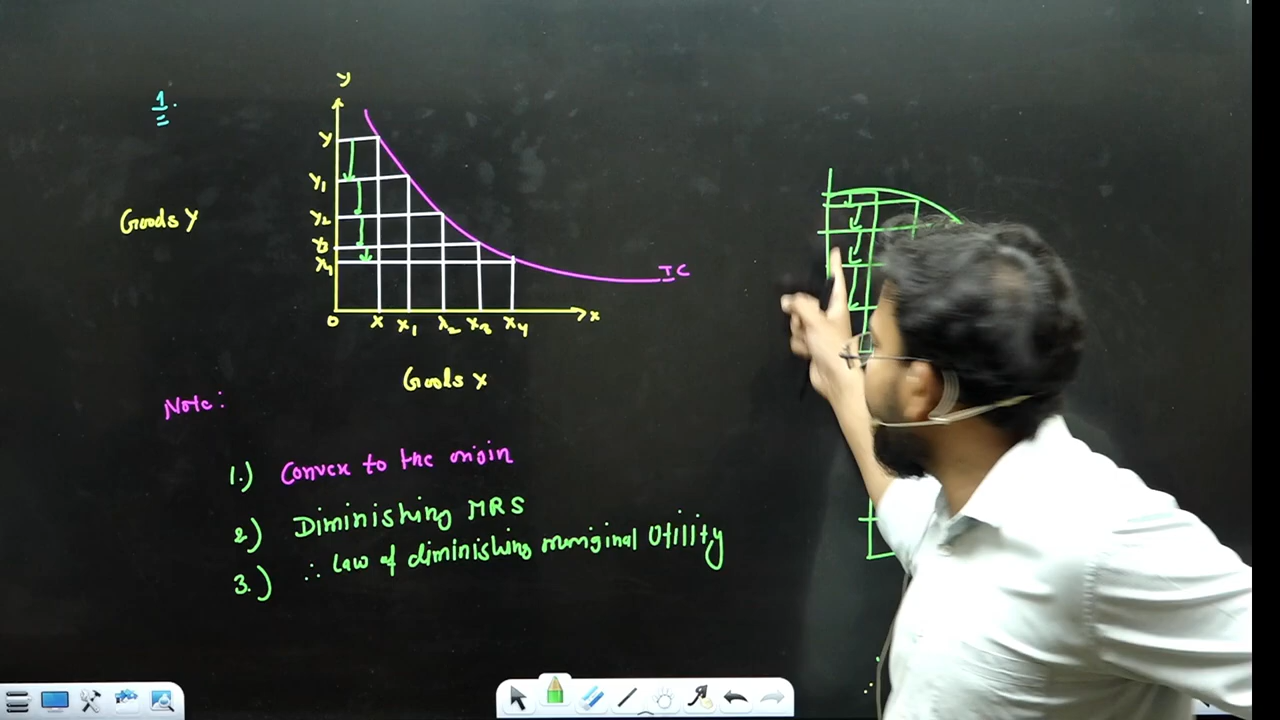 1.
y
y
y1
Goods y
y2
y3
y4
IC
0 x x1 x2 x3 x4 x
Goods x
Note:
1.) Convex to the origin
2) Diminishing MRS
3.) ∴ Law of diminishing marginal Utility